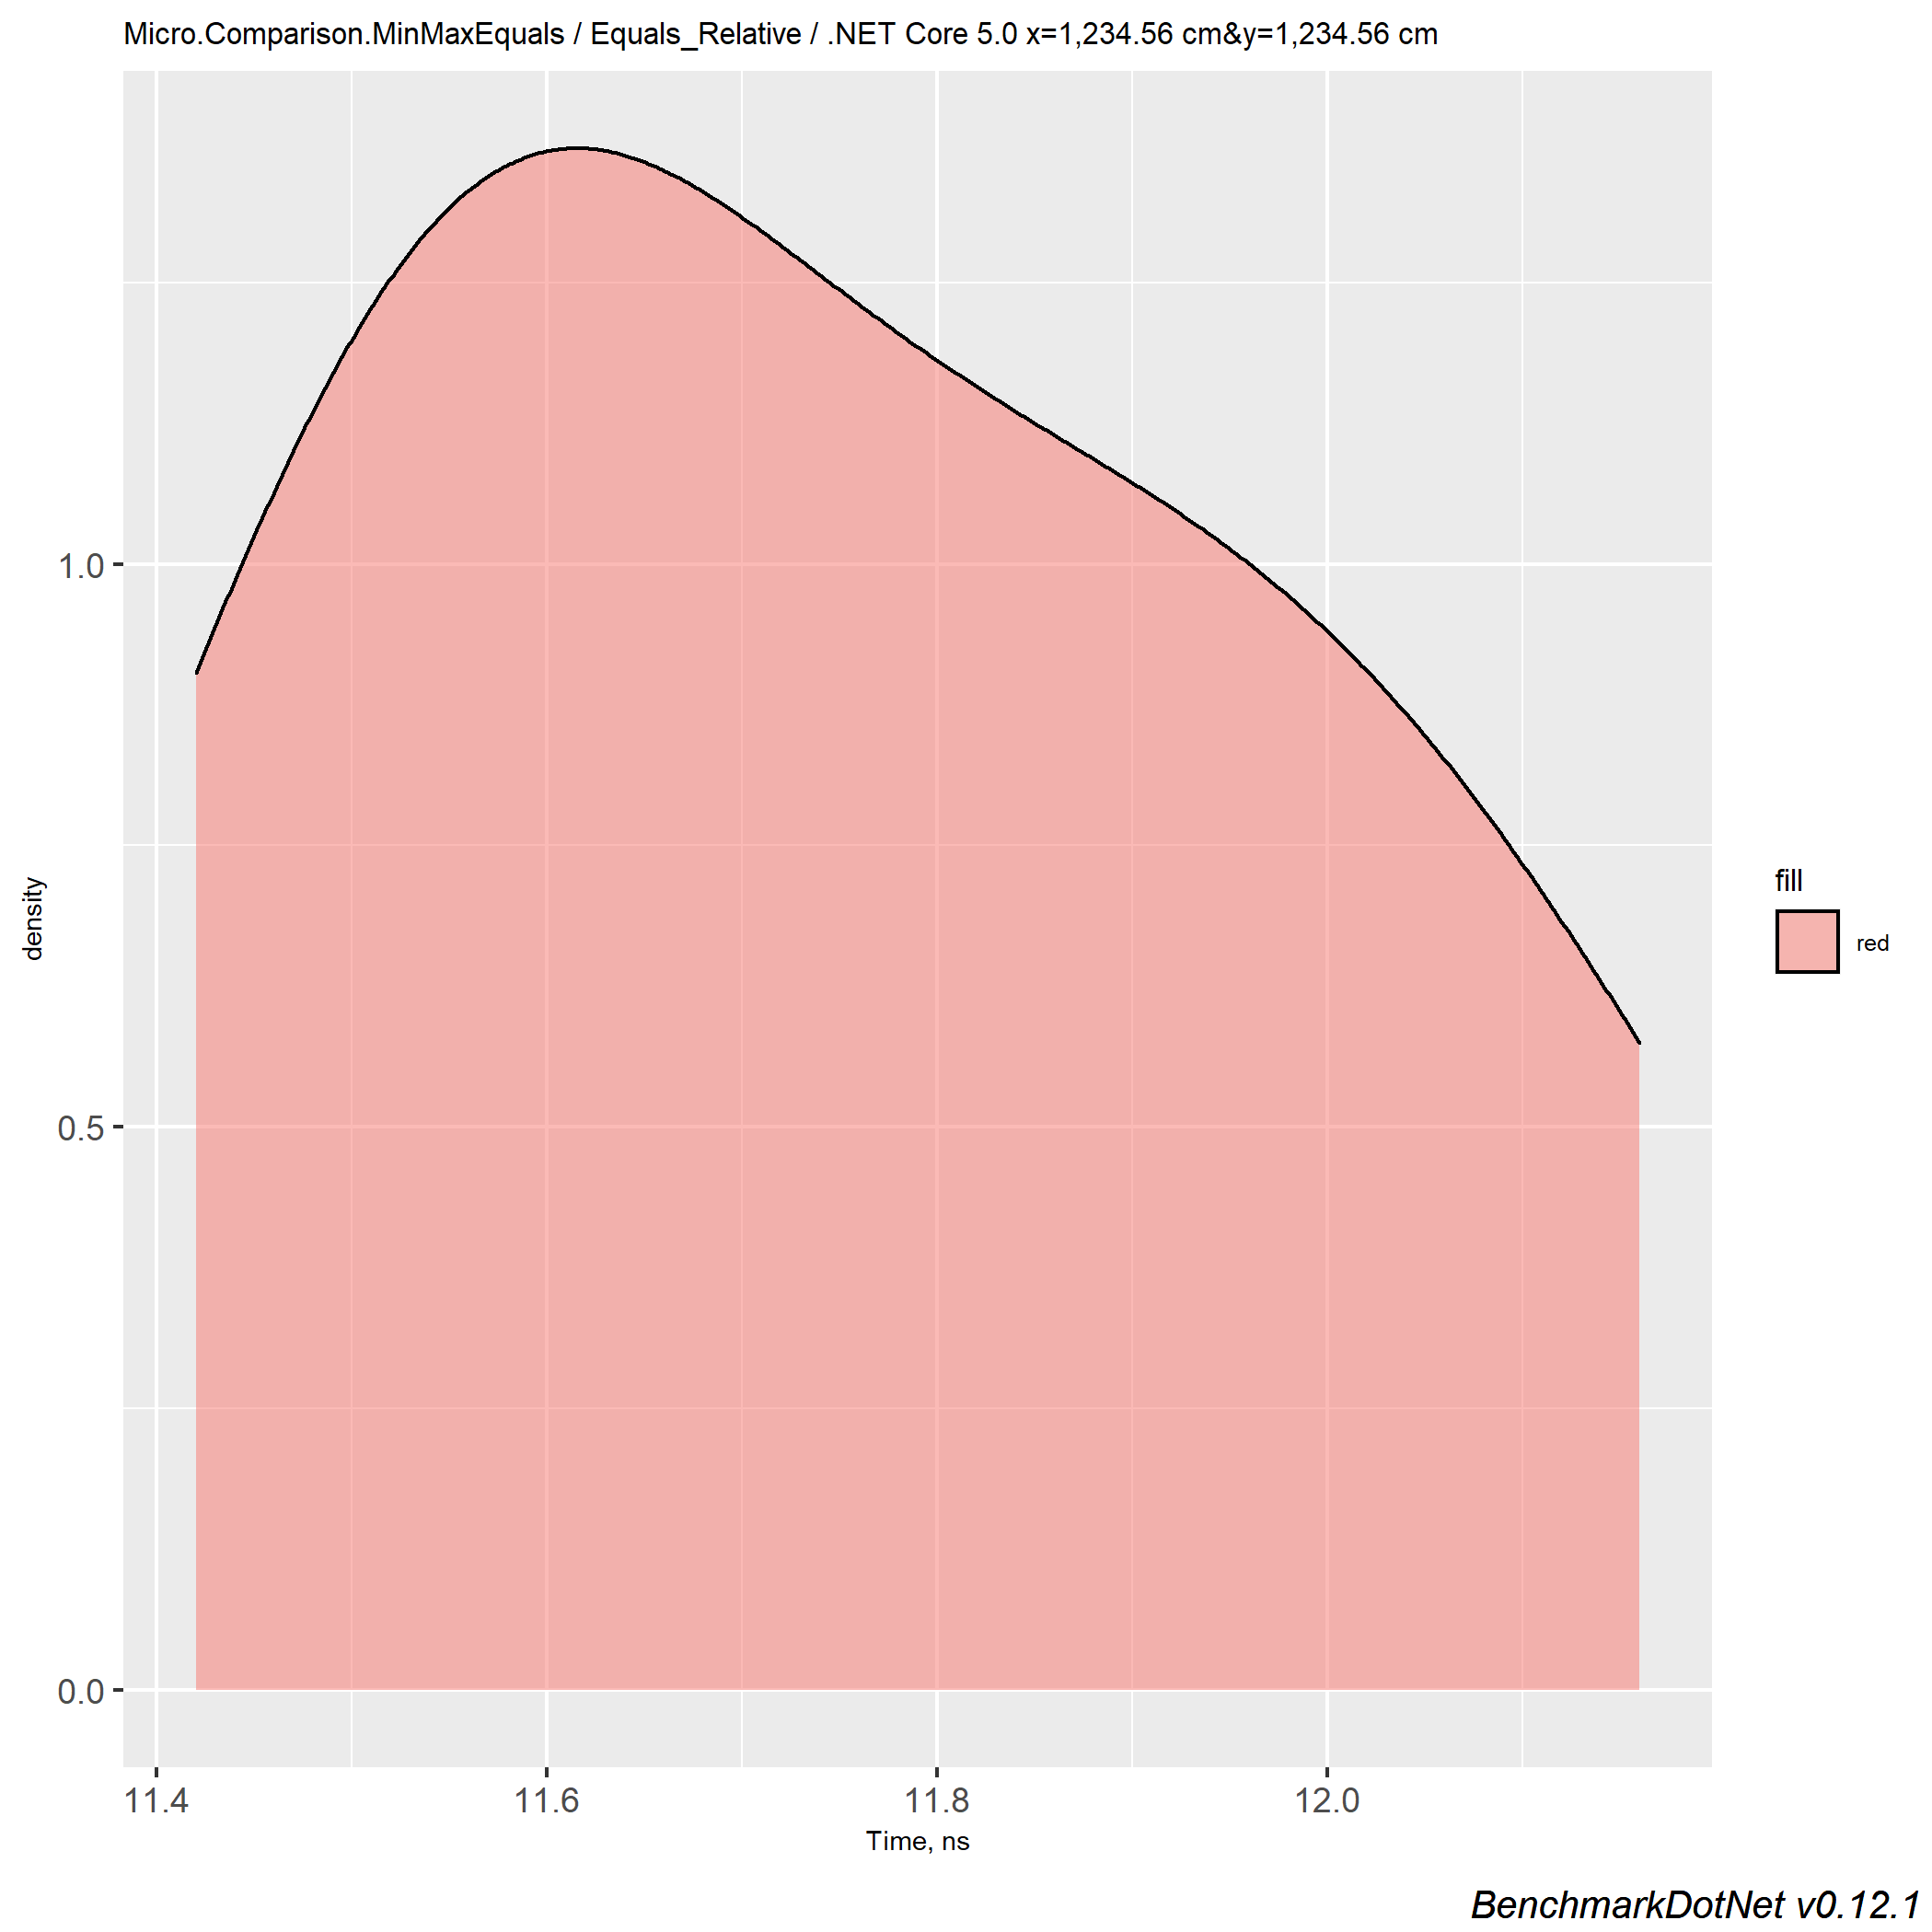 Micro.Comparison.MinMaxEquals / Equals_Relative / .NET Core 5.0 x=1,234.56 cm&y=1,234.56 cm
density
1.0
0.5
0.0
11.4 11.6 11.8 12.0
Time, ns
fill
red
BenchmarkDotNet v0.12.1